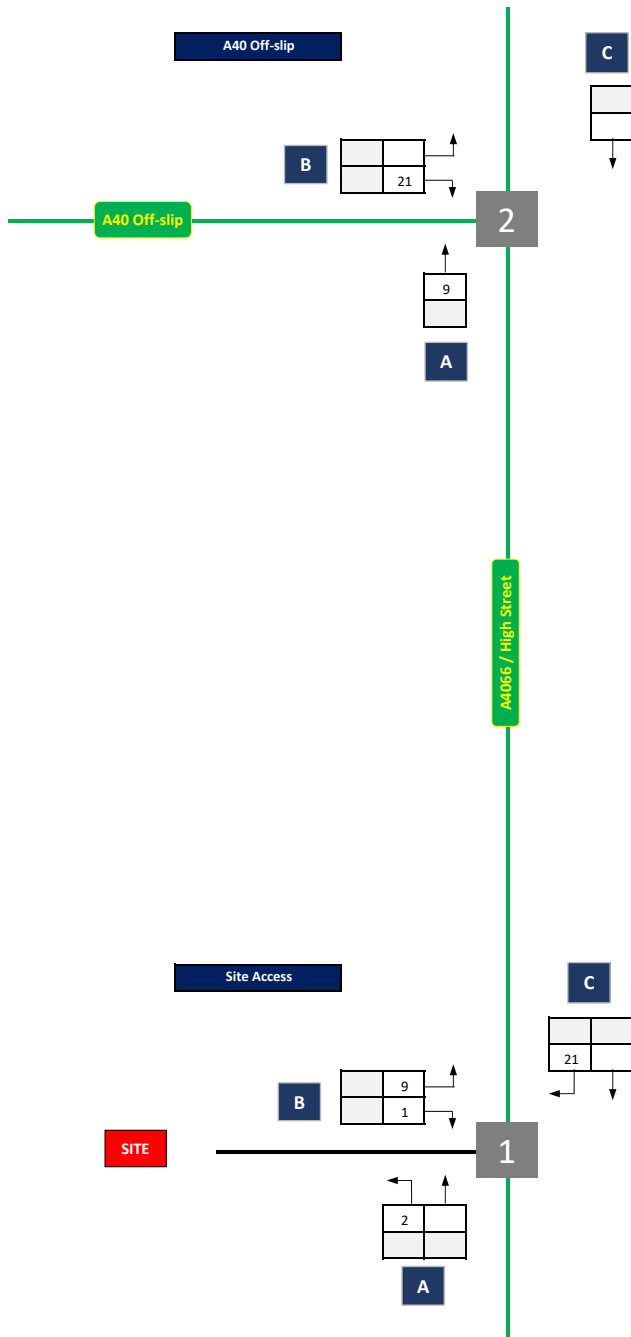 A40 Off-slip
C
B
21
A40 Off-slip
2
9
A
A4066 / High Street
Site Access
C
21
B
9
1
SITE
1
2
A